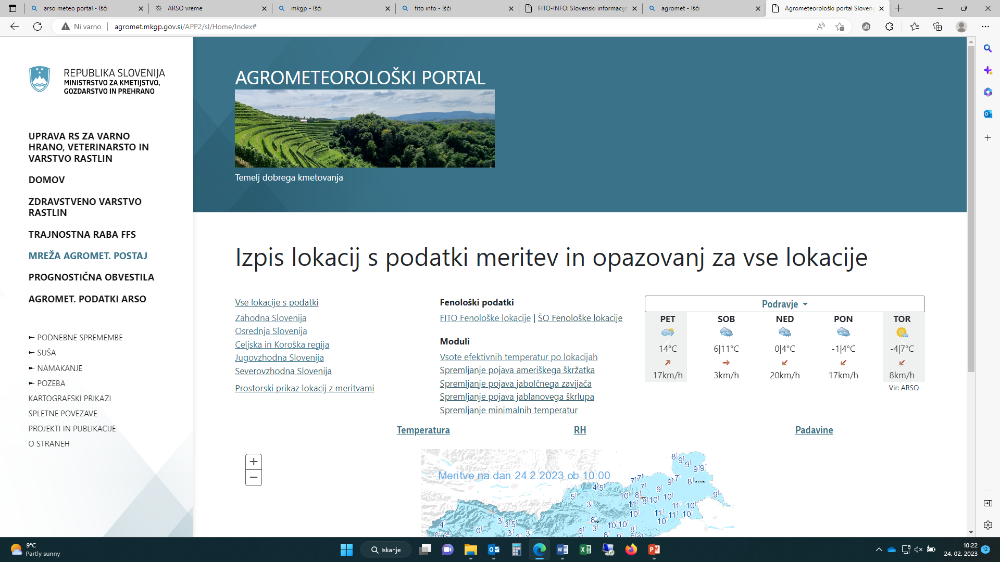 arso meteo portal - Išči
ARSO vreme
mkgp - Išči
fito info - Išči
FITO-INFO: Slovenski informacijs
agromet - Išči
Agrometeorološki portal Sloveni
Ni varno
agromet.mkgp.gov.si/APP2/sl/Home/Index#
REPUBLIKA SLOVENIJA
MINISTRSTVO ZA KMETIJSTVO,
GOZDARSTVO IN PREHRANO
UPRAVA RS ZA VARNO
HRANO, VETERINARSTO IN
VARSTVO RASTLIN
DOMOV
ZDRAVSTVENO VARSTVO
RASTLIN
TRAJNOSTNA RABA FFS
MREŽA AGROMET. POSTAJ
PROGNOSTIČNA OBVESTILA
AGROMET. PODATKI ARSO
PODNEBNE SPREMEMBE
SUŠA
NAMAKANJE
POZEBA
KARTOGRAFSKI PRIKAZI
SPLETNE POVEZAVE
PROJEKTI IN PUBLIKACIJE
O STRANEH
AGROMETEOROLOŠKI PORTAL
Temelj dobrega kmetovanja
Izpis lokacij s podatki meritev in opazovanj za vse lokacije
Vse lokacije s podatki
Zahodna Slovenija
Osrednja Slovenija
Celjska in Koroška regija
Jugovzhodna Slovenija
Severovzhodna Slovenija
Prostorski prikaz lokacij z meritvami
Fenološki podatki
FITO Fenološke lokacije | ŠO Fenološke lokacije
Moduli
Vsote efektivnih temperatur po lokacijah
Spremljanje pojava ameriškega škržatka
Spremljanje pojava jabolčnega zavijača
Spremljanje pojava jablanovega škrlupa
Spremljanje minimalnih temperatur
Podravje
PET SOB NED PON TOR
14°C 6|11°C 0|4°C -1|4°C -4|7°C
17km/h 3km/h 20km/h 17km/h 8km/h
Vir: ARSO
Temperatura RH Padavine
+
−
Meritve na dan 24.2.2023 ob 10:00
9°C
Partly sunny
Iskanje
10:22
24. 02. 2023
12